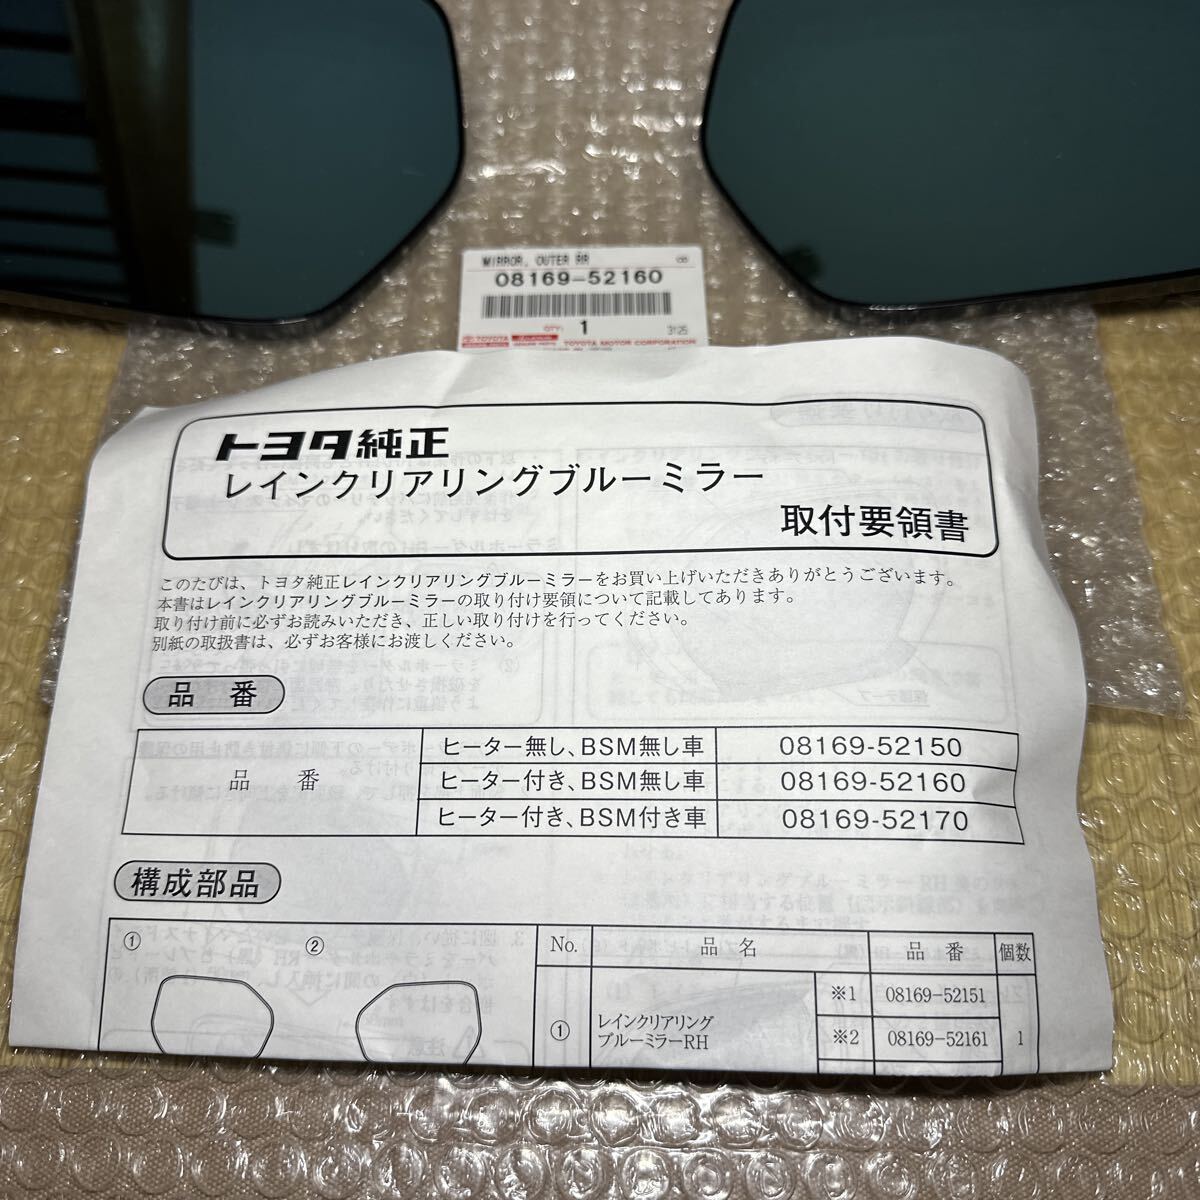 MIRROR, OUTER RR
08169-52160
QTY: 1 3125
TOYOTA TOYOTA MOTOR CORPORATION
トヨタ純正
レインクリアリングブルーミラー
取付要領書
このたびは、トヨタ純正レインクリアリングブルーミラーをお買い上げいただきありがとうございます。
本書はレインクリアリングブルーミラーの取り付け要領について記載してあります。
取り付け前に必ずお読みいただき、正しい取り付けを行ってください。
別紙の取扱書は、必ずお客様にお渡しください。
品 番
品 番
ヒーター無し、BSM無し車 08169-52150
ヒーター付き、BSM無し車 08169-52160
ヒーター付き、BSM付き車 08169-52170
構成部品
① ②
No. 品 名 品 番 個数
① レインクリアリング
ブルーミラーRH
※1 08169-52151
※2 08169-52161 1